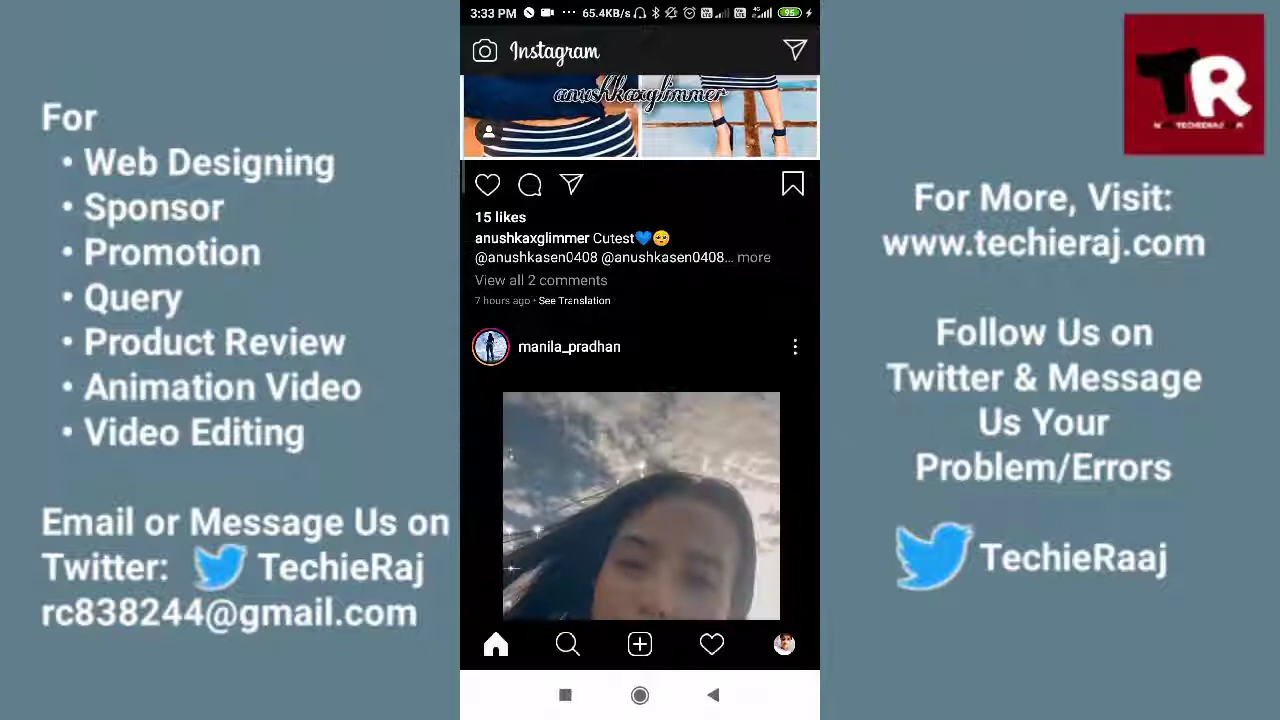 For
• Web Designing
• Sponsor
• Promotion
• Query
• Product Review
• Animation Video
• Video Editing
Email or Message Us on
Twitter: TechieRaj
rc838244@gmail.com
3:33 PM ... 65.4KB/s 4G 95
Instagram
anushkaxglimmer
15 likes
anushkaxglimmer Cutest💙🥺
@anushkasen0408 @anushkasen0408... more
View all 2 comments
7 hours ago • See Translation
manila_pradhan
TR
For More, Visit:
www.techieraj.com
Follow Us on
Twitter & Message
Us Your
Problem/Errors
TechieRaaj